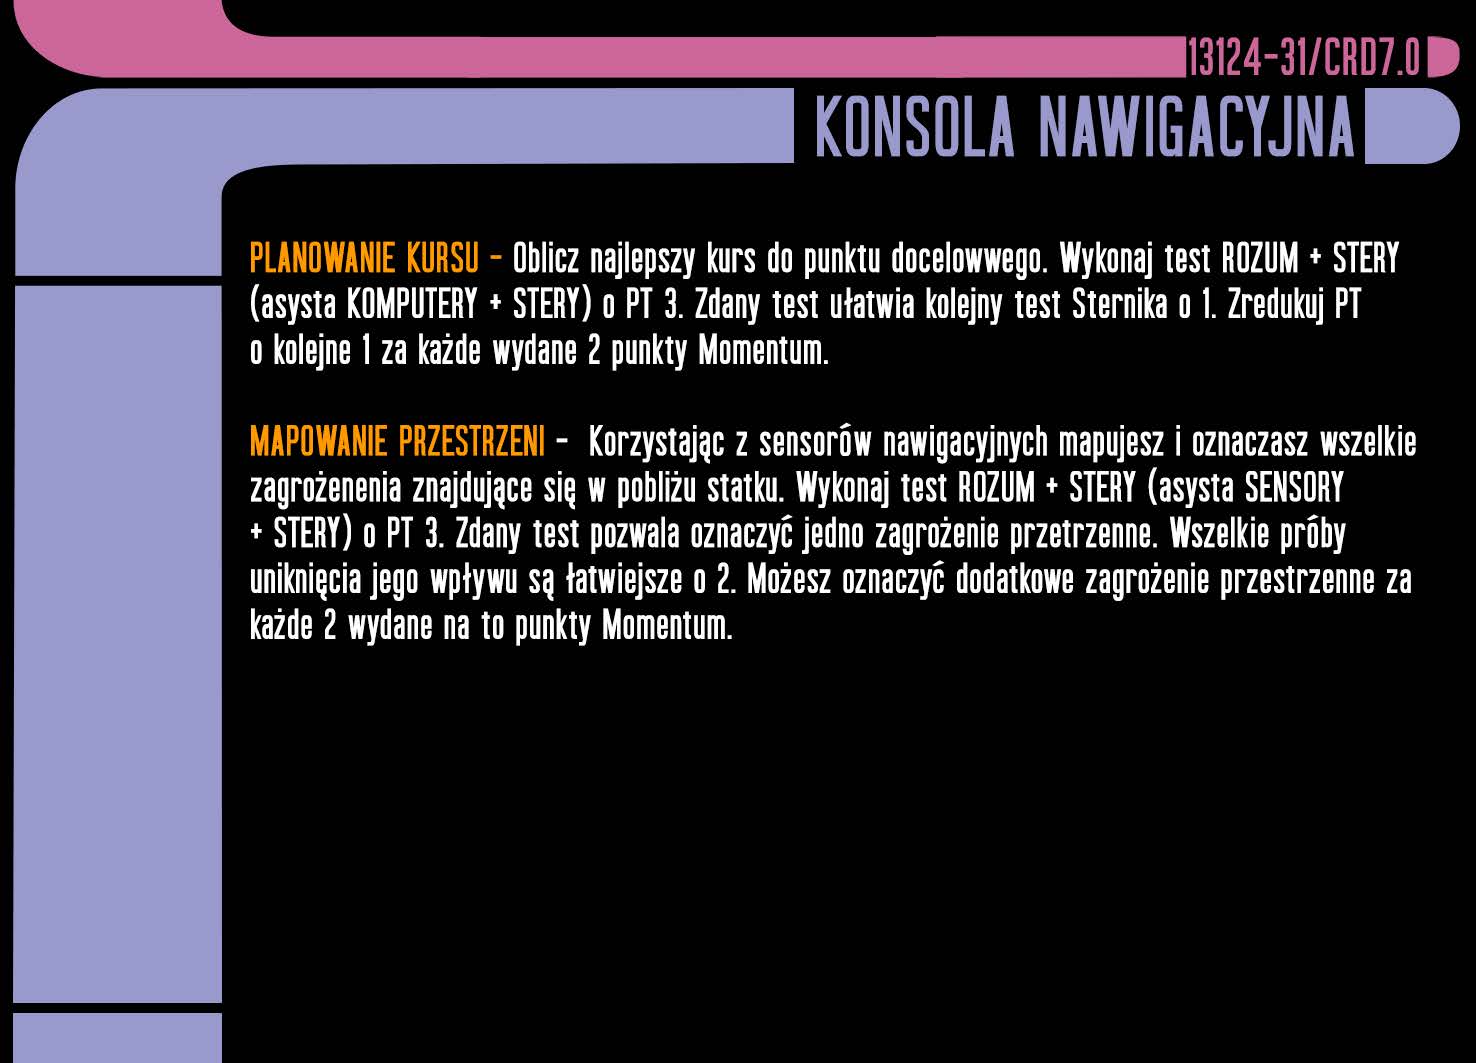 13124-31/CRD7.0
KONSOLA NAWIGACYJNA
PLANOWANIE KURSU - Oblicz najlepszy kurs do punktu docelowwego. Wykonaj test ROZUM + STERY
(asysta KOMPUTERY + STERY) o PT 3. Zdany test ułatwia kolejny test Sternika o 1. Zredukuj PT
o kolejne 1 za każde wydane 2 punkty Momentum.
MAPOWANIE PRZESTRZENI - Korzystając z sensorów nawigacyjnych mapujesz i oznaczasz wszelkie
zagrożenenia znajdujące się w pobliżu statku. Wykonaj test ROZUM + STERY (asysta SENSORY
+ STERY) o PT 3. Zdany test pozwala oznaczyć jedno zagrożenie przetrzenne. Wszelkie próby
uniknięcia jego wpływu są łatwiejsze o 2. Możesz oznaczyć dodatkowe zagrożenie przestrzenne za
każde 2 wydane na to punkty Momentum.